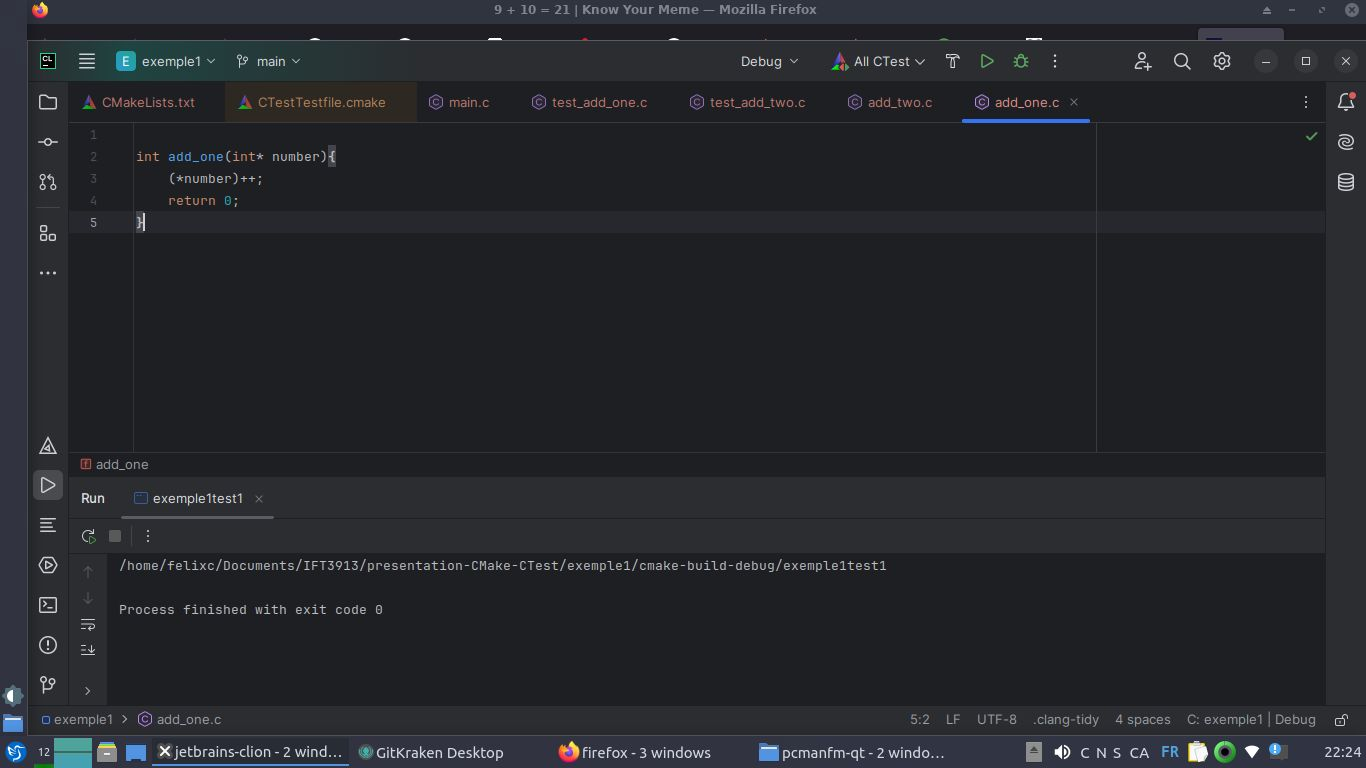 9 + 10 = 21 | Know Your Meme — Mozilla Firefox
CL E exemple1 main Debug All CTest
CMakeLists.txt CTestTestfile.cmake main.c test_add_one.c test_add_two.c add_two.c add_one.c
1
2 int add_one(int* number){
3 (*number)++;
4 return 0;
5 }
f add_one
Run exemple1test1
/home/felixc/Documents/IFT3913/presentation-CMake-CTest/exemple1/cmake-build-debug/exemple1test1
Process finished with exit code 0
exemple1 > add_one.c 5:2 LF UTF-8 .clang-tidy 4 spaces C: exemple1 | Debug
12 jetbrains-clion - 2 wind... GitKraken Desktop firefox - 3 windows pcmanfm-qt - 2 windo... C N S CA FR 22:24